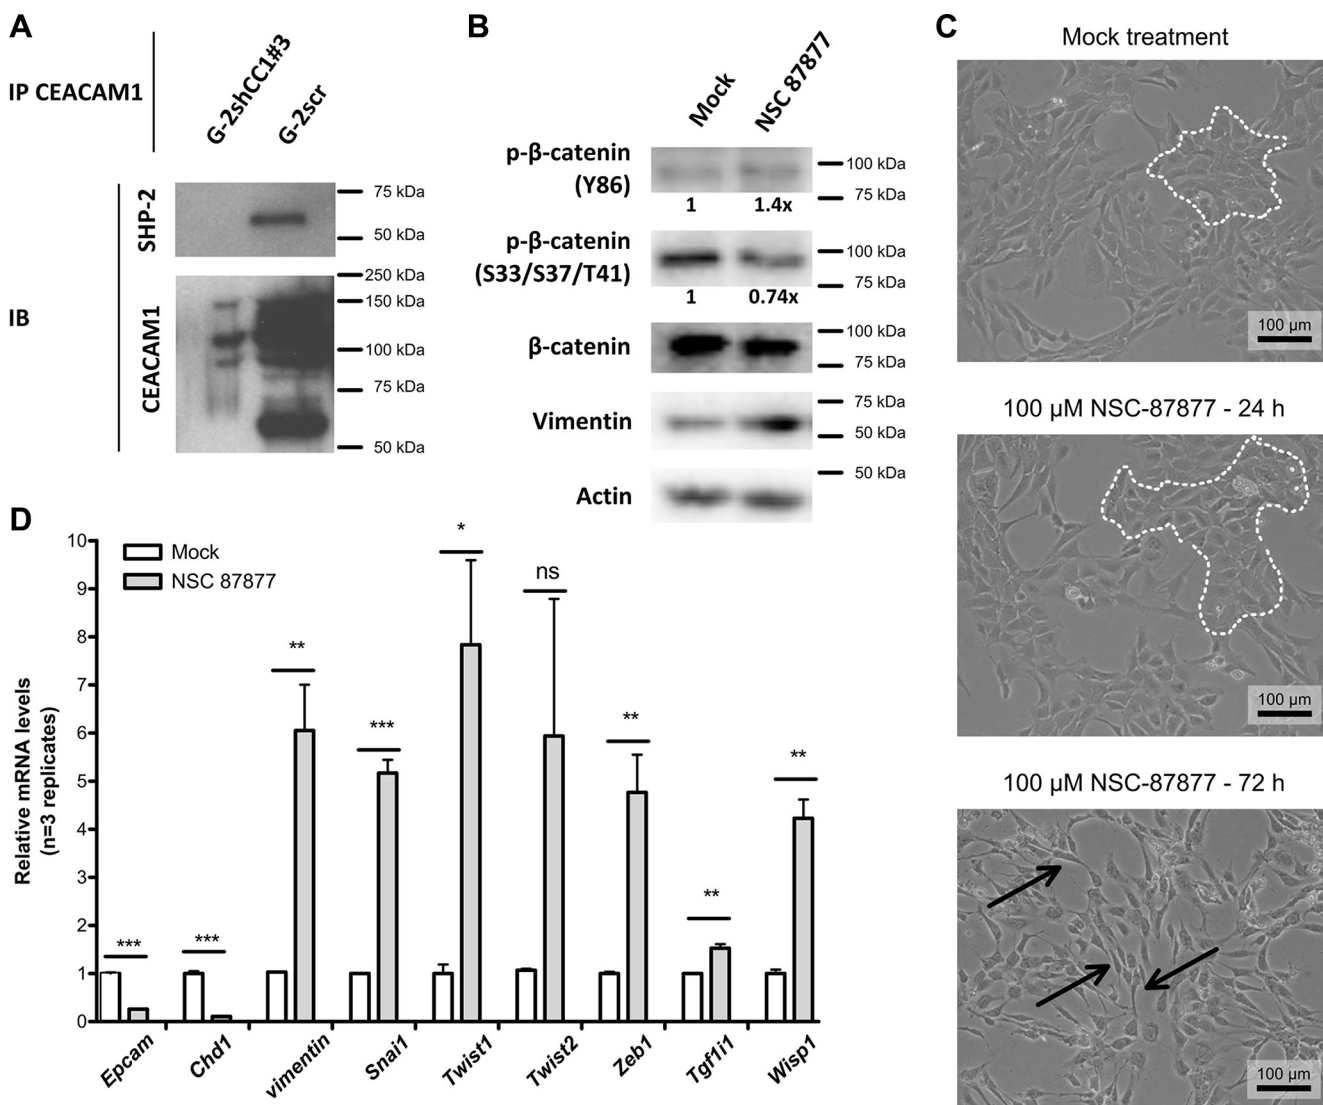 A
IP CEACAM1
G-2shCC1#3
G-2scr
IB
SHP-2
75 kDa
50 kDa
CEACAM1
250 kDa
150 kDa
100 kDa
75 kDa
50 kDa
B
Mock
NSC 87877
p-β-catenin
(Y86)
100 kDa
75 kDa
1 1.4x
p-β-catenin
(S33/S37/T41)
100 kDa
75 kDa
1 0.74x
β-catenin
100 kDa
75 kDa
Vimentin
75 kDa
50 kDa
Actin
50 kDa
C
Mock treatment
100 µm
100 µM NSC-87877 - 24 h
100 µm
100 µM NSC-87877 - 72 h
100 µm
D
Relative mRNA levels
(n=3 replicates)
10
9
8
7
6
5
4
3
2
1
0
Mock
NSC 87877
***
***
**
***
*
ns
**
**
**
Epcam
Chd1
vimentin
Snai1
Twist1
Twist2
Zeb1
Tgf1i1
Wisp1